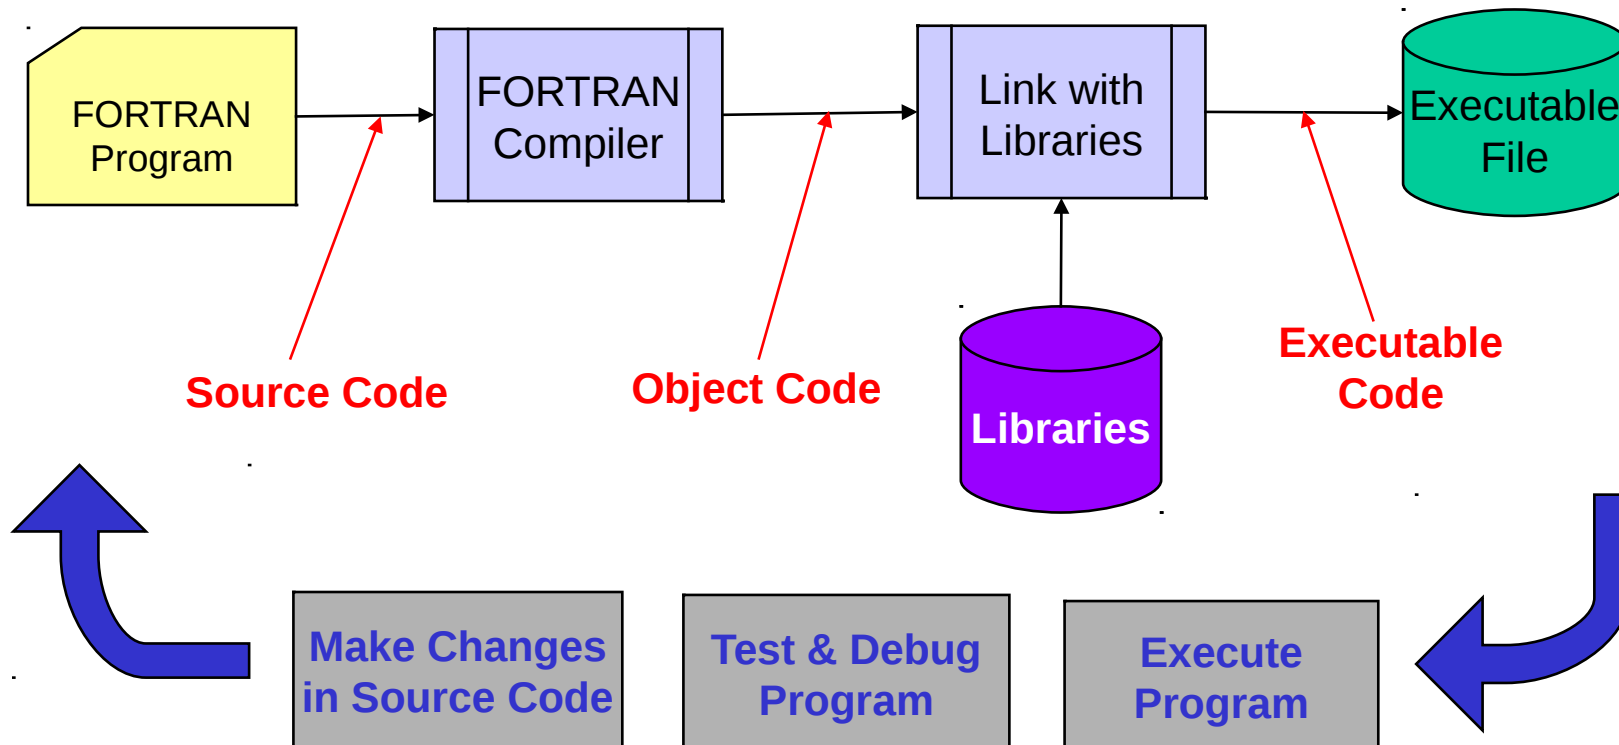 FORTRAN
Program
FORTRAN
Compiler
Link with
Libraries
Executable
File
Source Code
Object Code
Executable
Code
Libraries
Make Changes
in Source Code
Test & Debug
Program
Execute
Program